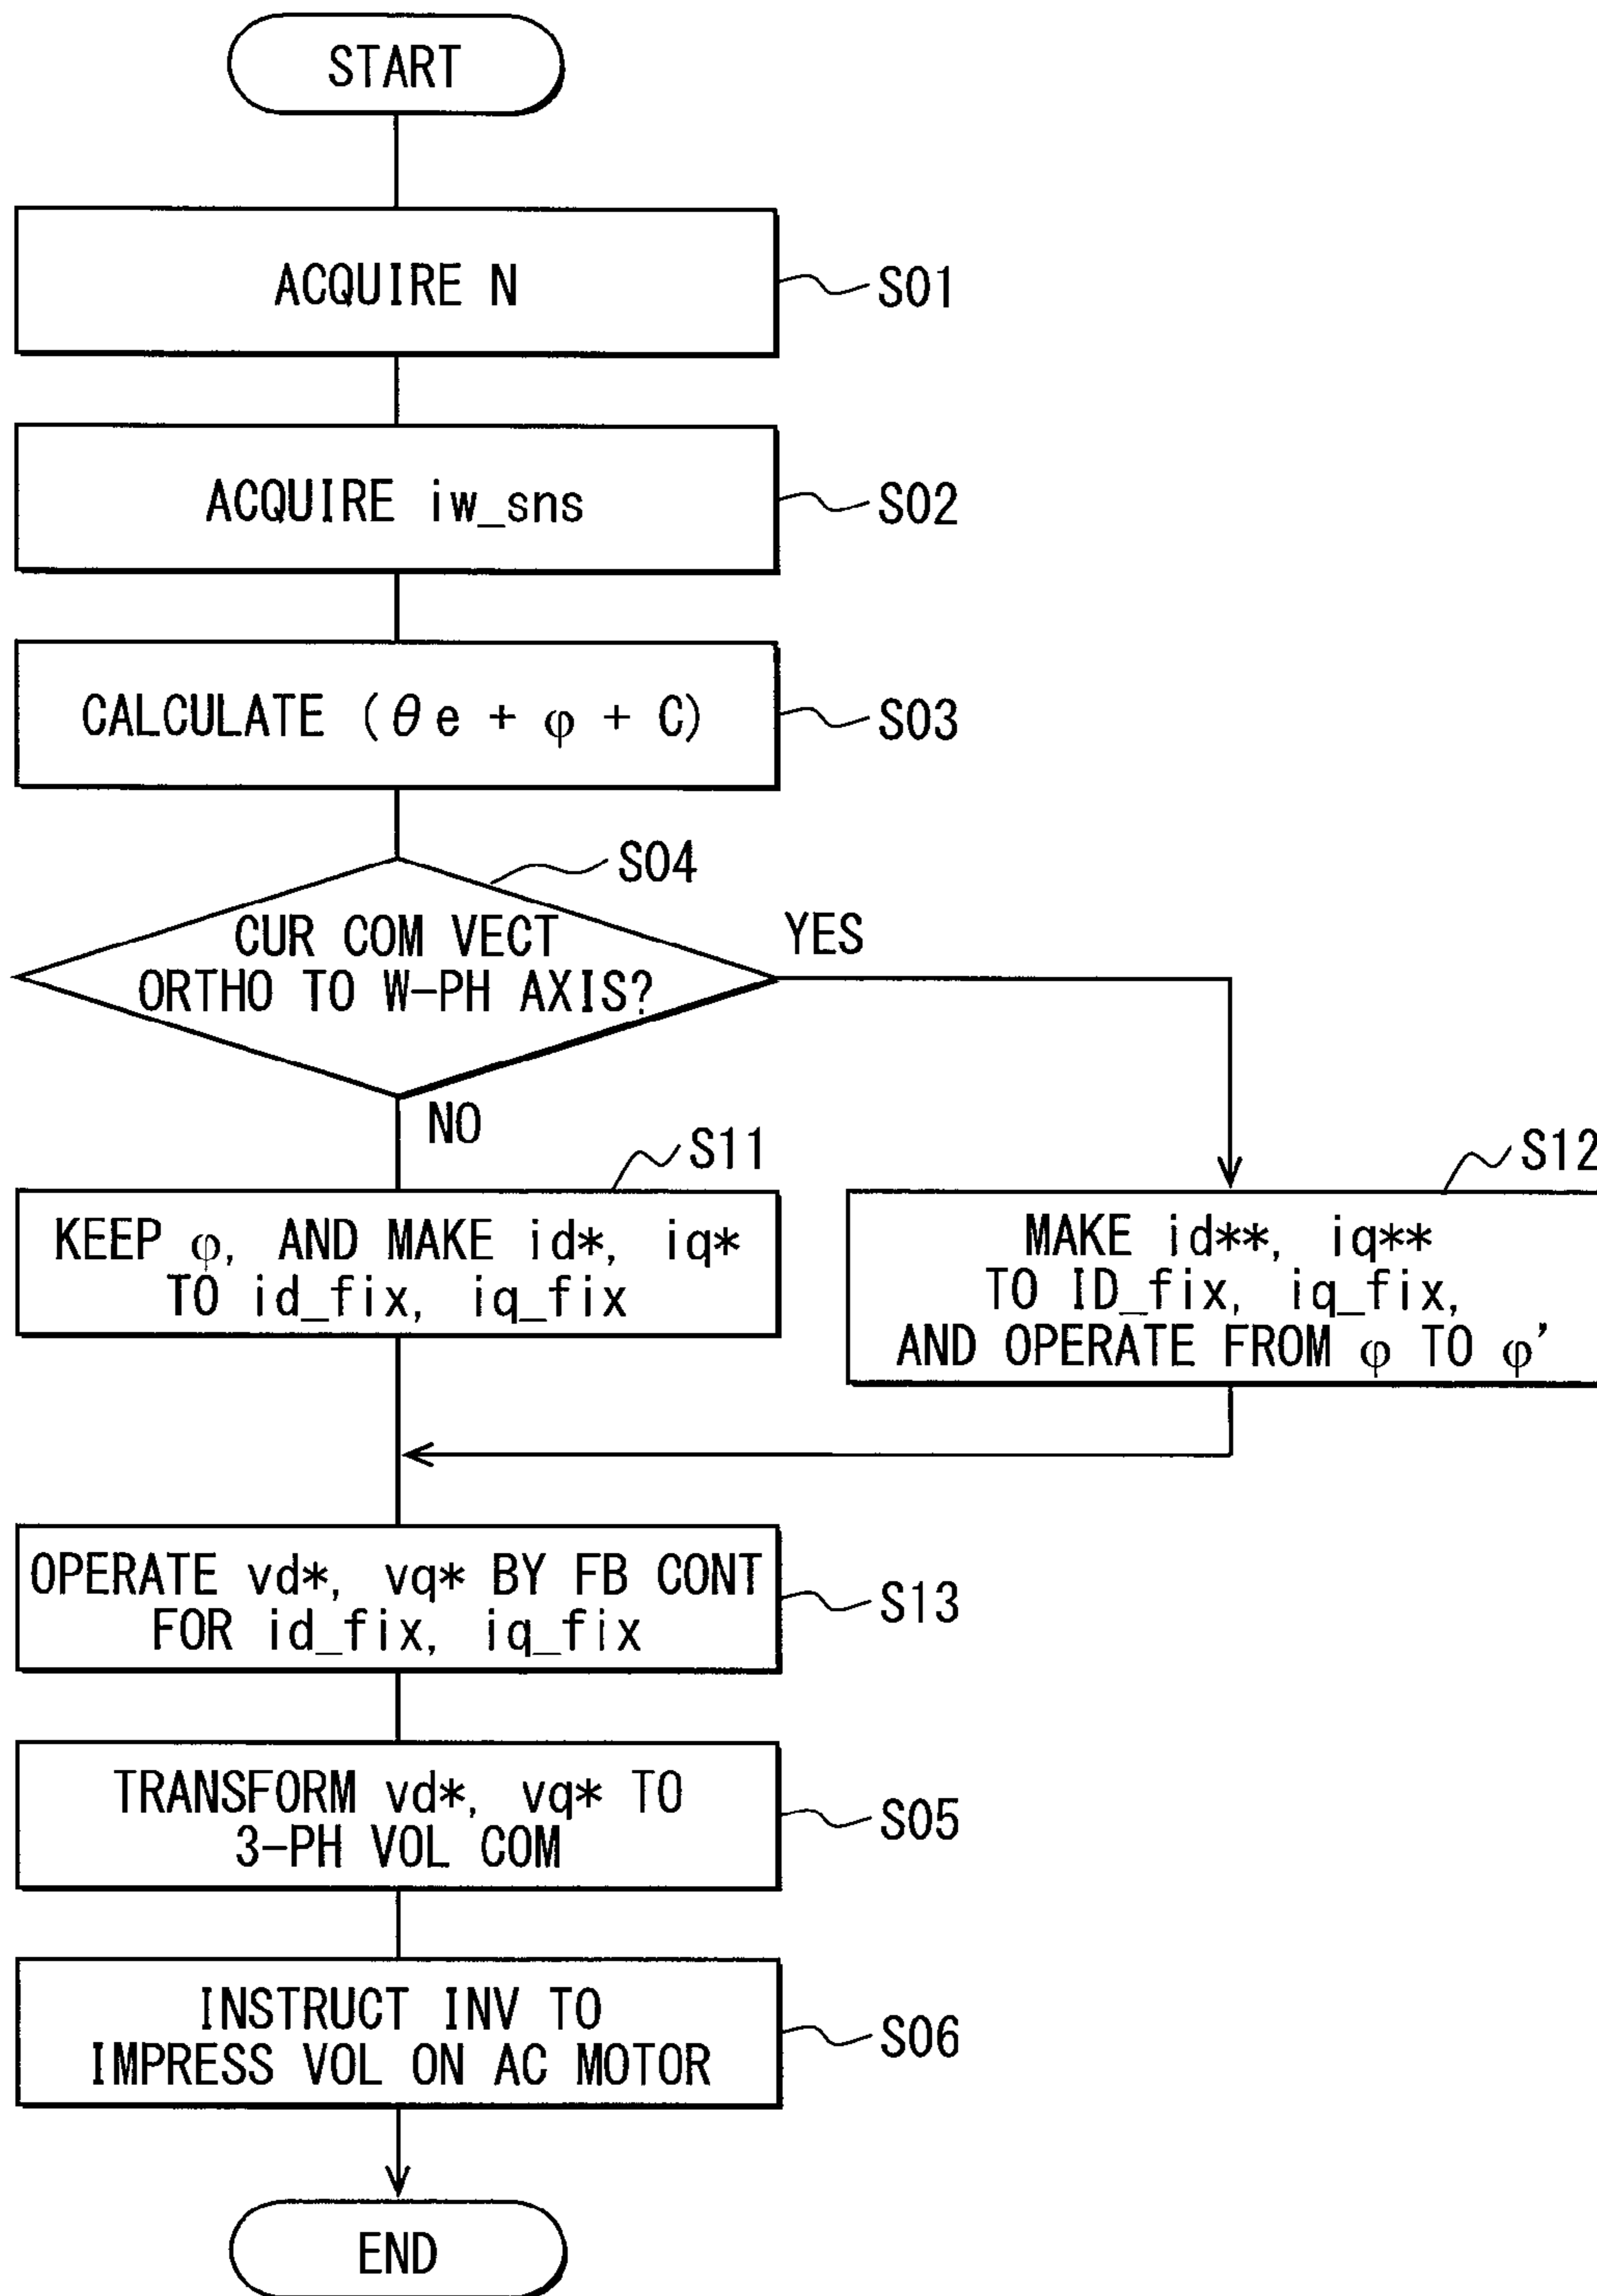 START
ACQUIRE N
S01
ACQUIRE iw_sns
S02
CALCULATE (θe + φ + C)
S03
S04
CUR COM VECT
ORTHO TO W-PH AXIS?
YES
NO
S11
KEEP φ, AND MAKE id*, iq*
TO id_fix, iq_fix
S12
MAKE id**, iq**
TO ID_fix, iq_fix,
AND OPERATE FROM φ TO φ'
OPERATE vd*, vq* BY FB CONT
FOR id_fix, iq_fix
S13
TRANSFORM vd*, vq* TO
3-PH VOL COM
S05
INSTRUCT INV TO
IMPRESS VOL ON AC MOTOR
S06
END